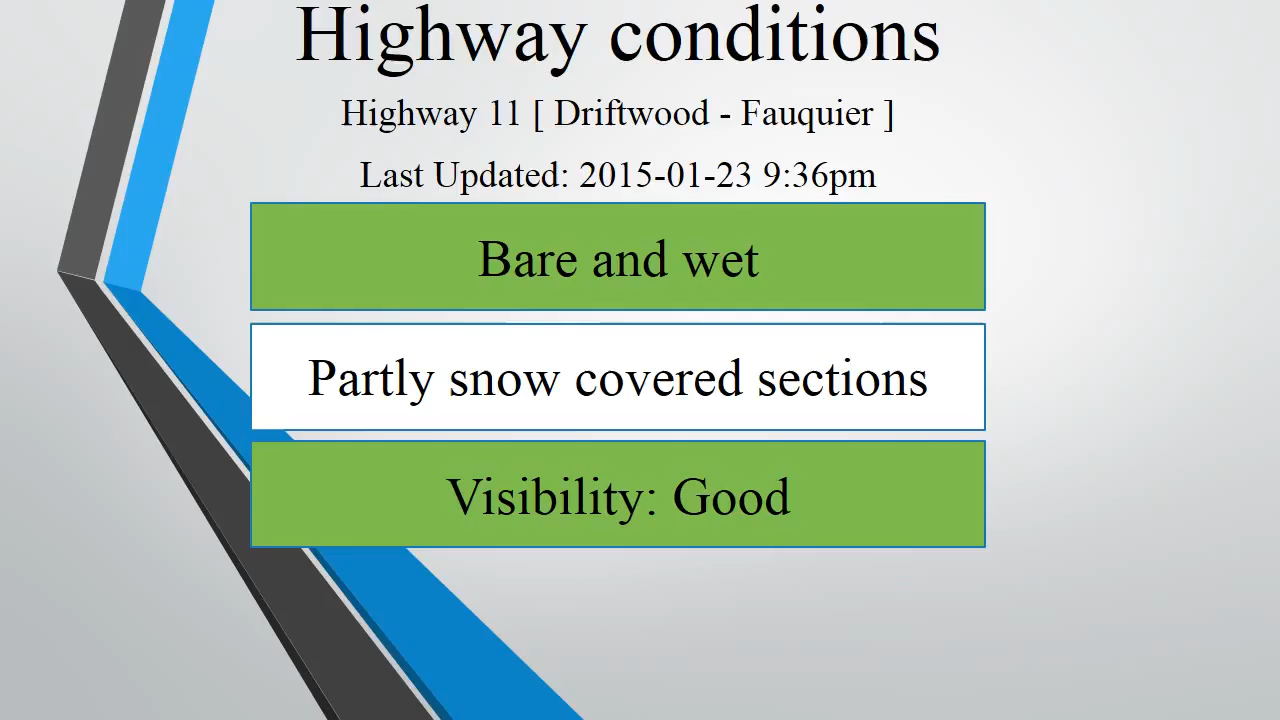 Highway conditions
Highway 11 [ Driftwood - Fauquier ]
Last Updated: 2015-01-23 9:36pm
Bare and wet
Partly snow covered sections
Visibility: Good